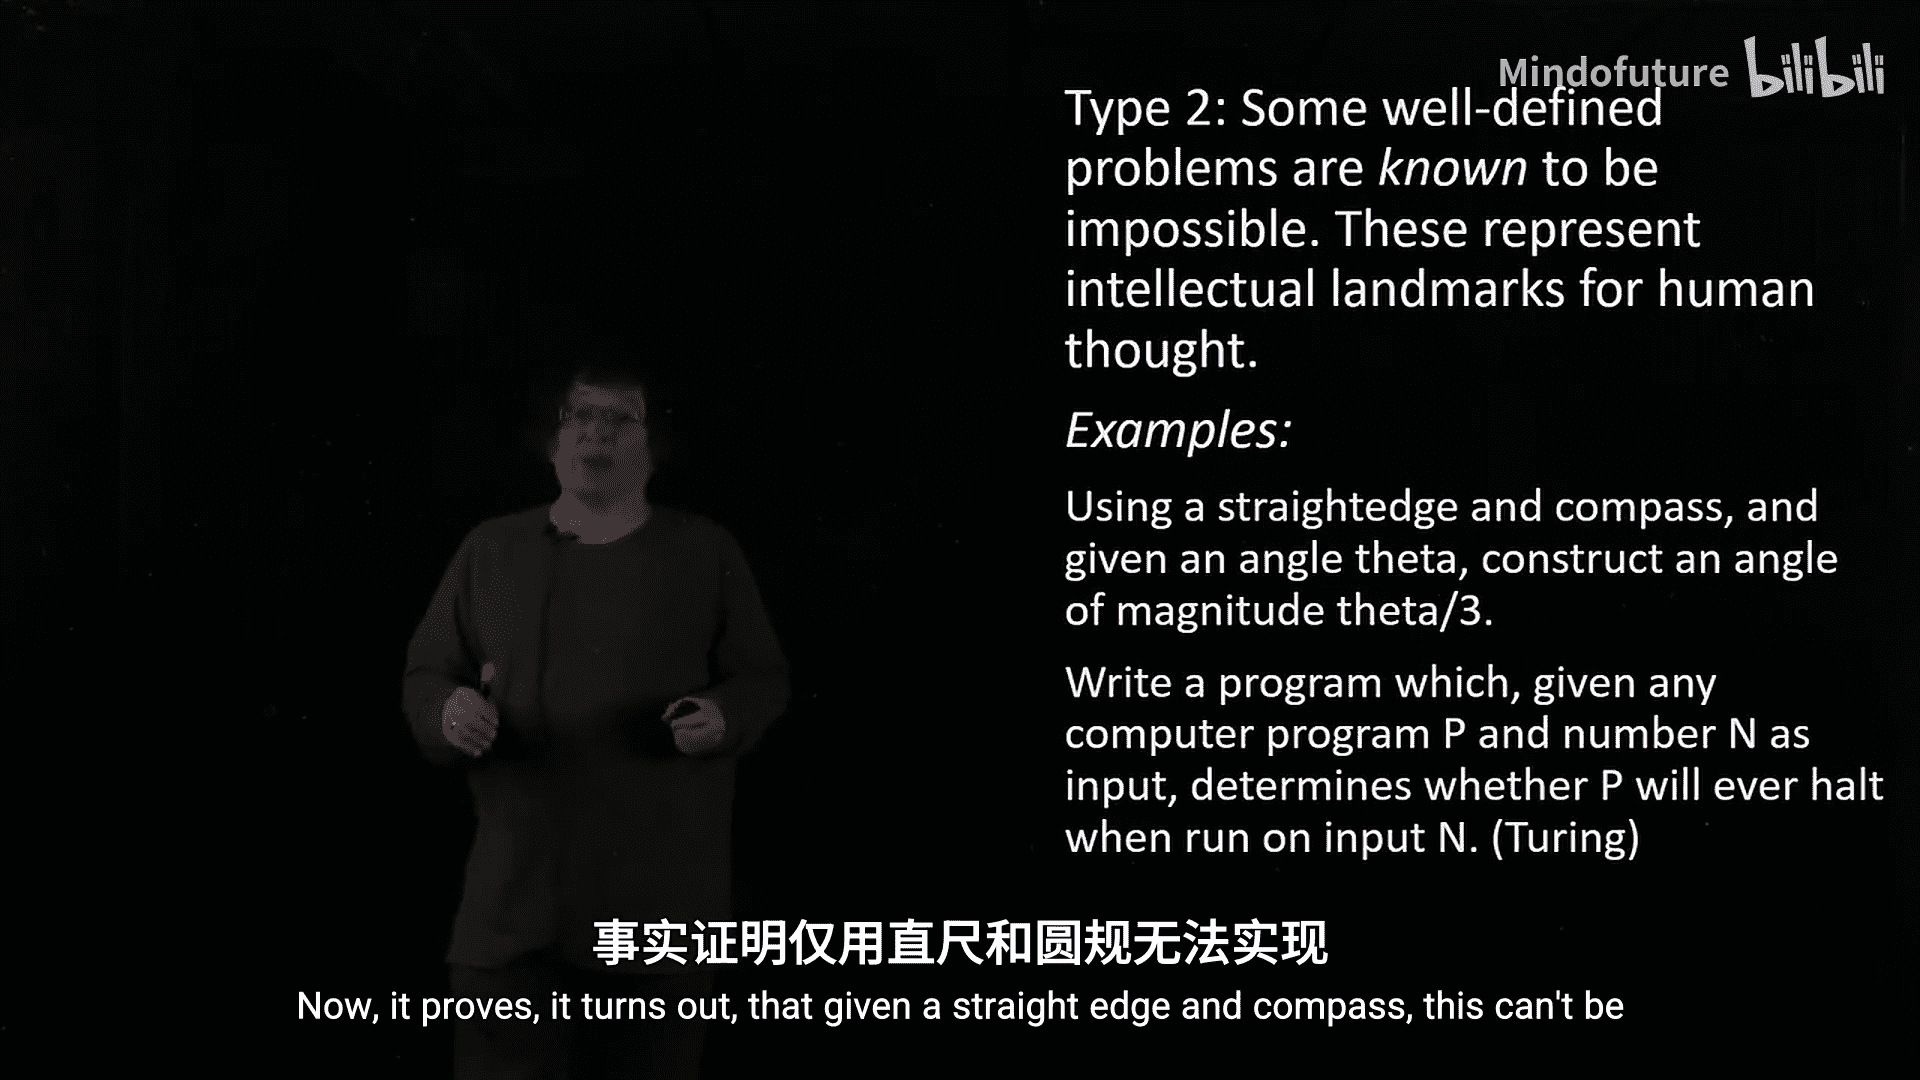 Mindofuture bilibili
Type 2: Some well-defined
problems are known to be
impossible. These represent
intellectual landmarks for human
thought.
Examples:
Using a straightedge and compass, and
given an angle theta, construct an angle
of magnitude theta/3.
Write a program which, given any
computer program P and number N as
input, determines whether P will ever halt
when run on input N. (Turing)
事实证明仅用直尺和圆规无法实现
Now, it proves, it turns out, that given a straight edge and compass, this can't be